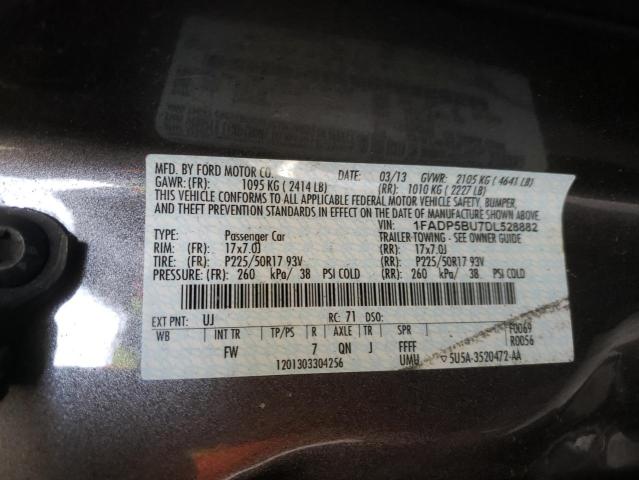 MFD. BY FORD MOTOR CO. DATE: 03/13 GVWR: 2105 KG ( 4641 LB)
GAWR: (FR): 1095 KG ( 2414 LB) (RR): 1010 KG ( 2227 LB)
THIS VEHICLE CONFORMS TO ALL APPLICABLE FEDERAL MOTOR VEHICLE SAFETY, BUMPER,
AND THEFT PREVENTION STANDARDS IN EFFECT ON THE DATE OF MANUFACTURE SHOWN ABOVE.
VIN: 1FADP5BU7DL528882
TYPE: Passenger Car TRAILER TOWING - SEE OWNER GUIDE
RIM: (FR): 17x7.0J (RR): 17x7.0J
TIRE: (FR): P225/50R17 93V (RR): P225/50R17 93V
PRESSURE: (FR): 260 kPa/ 38 PSI COLD (RR): 260 kPa/ 38 PSI COLD
EXT PNT: UJ RC: 71 DSO: F0069
WB INT TR TP/PS R AXLE TR SPR R0056
FW 7 QN J FFFF
1201303304256 UMU 5U5A-3520472-AA